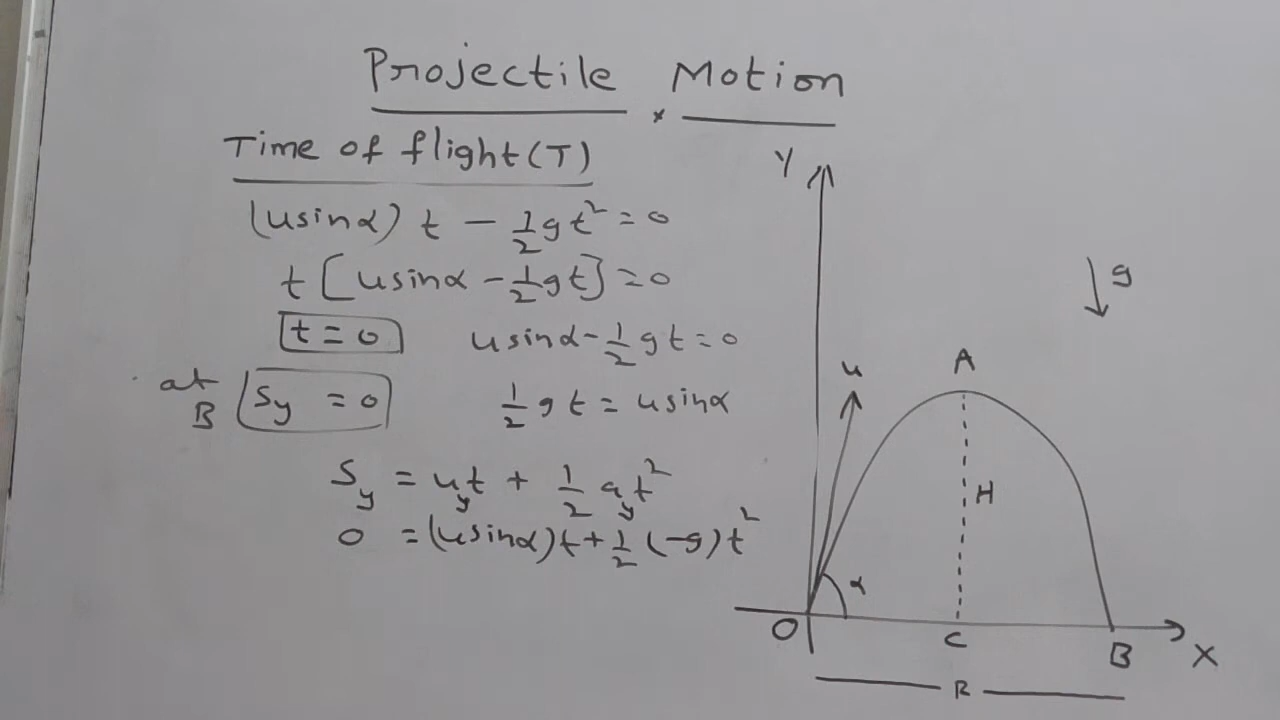 Projectile Motion
Time of flight (T)
(usinα) t - 1/2 gt² = 0
t [usinα - 1/2 gt] = 0
t = 0 usinα - 1/2 gt = 0
at B Sy = 0 1/2 gt = usinα
Sy = uyt + 1/2 ayt²
0 = (usinα)t + 1/2 (-g)t²
Y
g
A
u
H
α
O
C
B
X
R